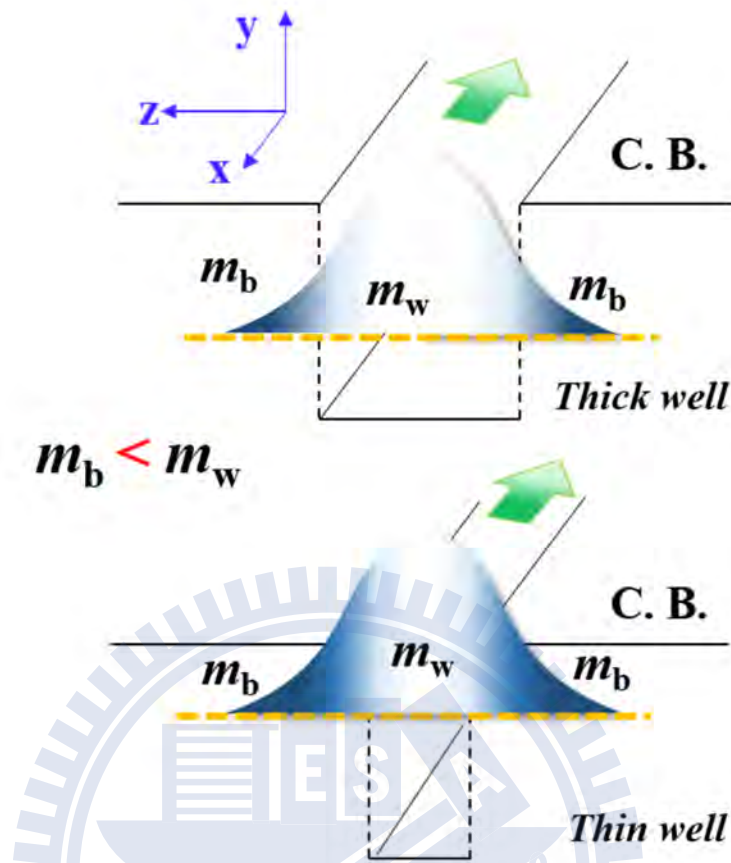 y
z
x
C. B.
m_b
m_w
m_b
Thick well
m_b < m_w
C. B.
m_b
m_w
m_b
E S A
Thin well